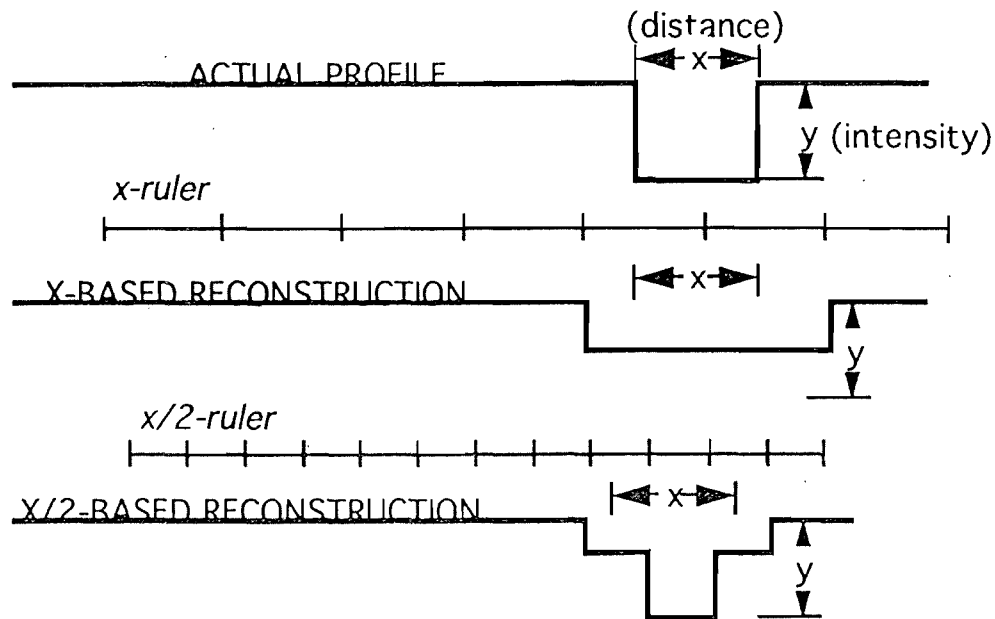 (distance)
x
ACTUAL PROFILE
y (intensity)
x-ruler
x
X-BASED RECONSTRUCTION
y
x/2-ruler
x
X/2-BASED RECONSTRUCTION
y